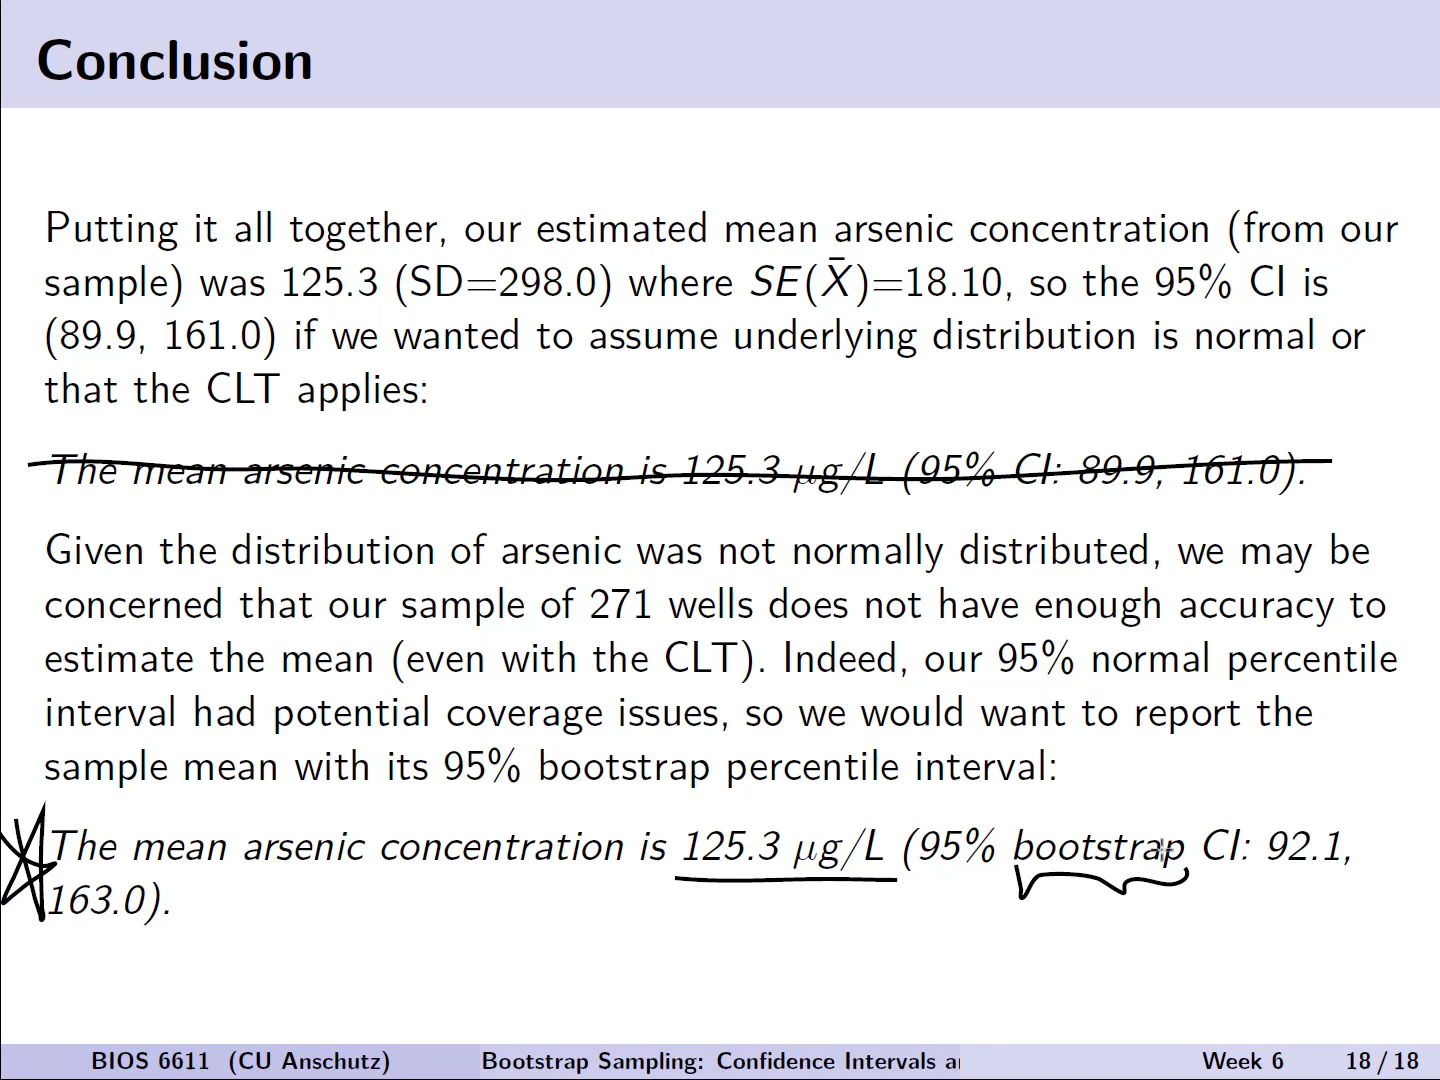 Conclusion
Putting it all together, our estimated mean arsenic concentration (from our
sample) was 125.3 (SD=298.0) where SE(X̄)=18.10, so the 95% CI is
(89.9, 161.0) if we wanted to assume underlying distribution is normal or
that the CLT applies:
The mean arsenic concentration is 125.3 μg/L (95% CI: 89.9, 161.0).
Given the distribution of arsenic was not normally distributed, we may be
concerned that our sample of 271 wells does not have enough accuracy to
estimate the mean (even with the CLT). Indeed, our 95% normal percentile
interval had potential coverage issues, so we would want to report the
sample mean with its 95% bootstrap percentile interval:
The mean arsenic concentration is 125.3 μg/L (95% bootstrap CI: 92.1,
163.0).
BIOS 6611 (CU Anschutz) Bootstrap Sampling: Confidence Intervals a Week 6 18 / 18